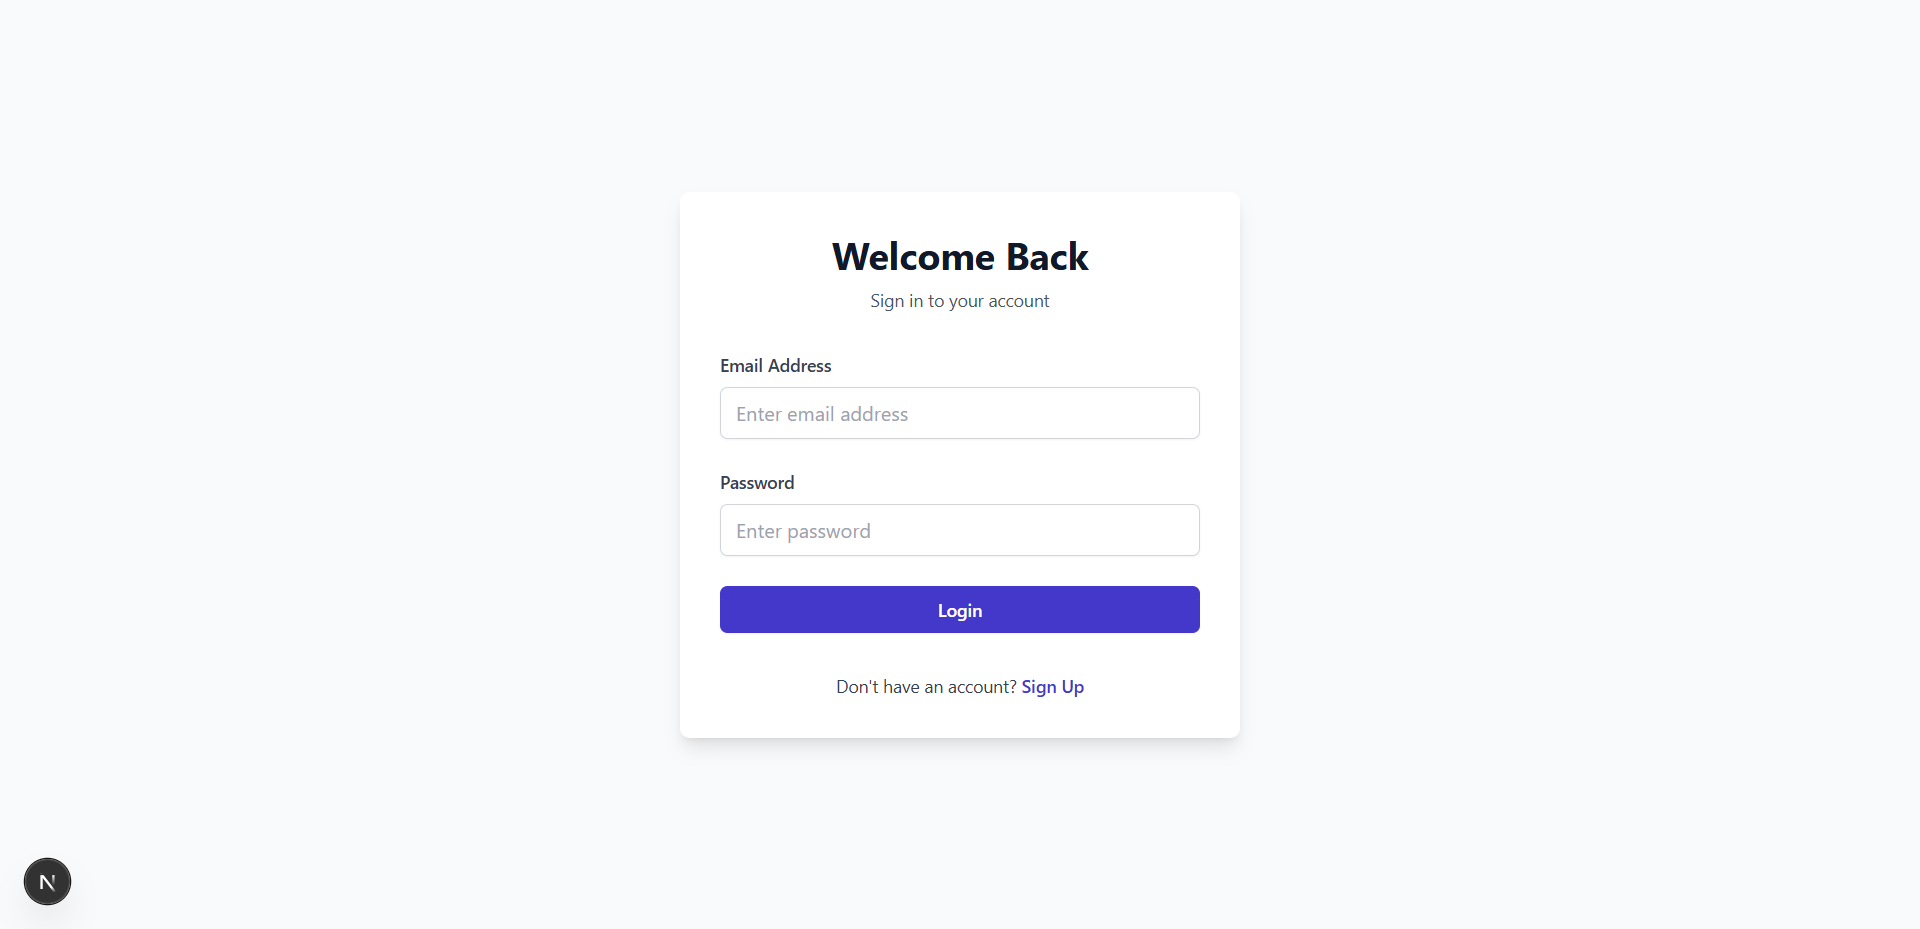 Welcome Back
Sign in to your account
Email Address
Enter email address
Password
Enter password
Login
Don't have an account? Sign Up
N